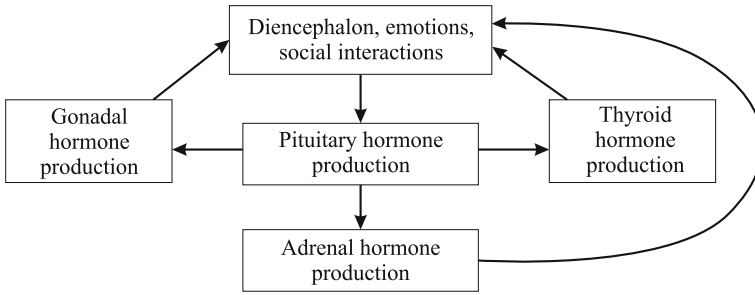 Diencephalon, emotions,
social interactions
Gonadal
hormone
production
Pituitary hormone
production
Thyroid
hormone
production
Adrenal hormone
production